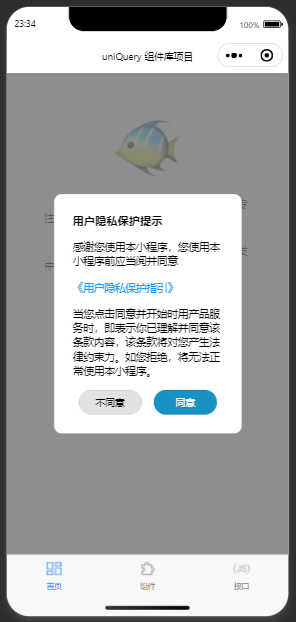 23:34
100%
uniQuery 组件库项目
用户隐私保护提示
感谢您使用本小程序，您使用本
小程序前应当阅并同意
《用户隐私保护指引》
当您点击同意并开始时用产品服
务时，即表示你已理解并同意该
条款内容，该条款将对您产生法
律约束力。如您拒绝，将无法正
常使用本小程序。
不同意
同意
首页
组件
(JS)
接口